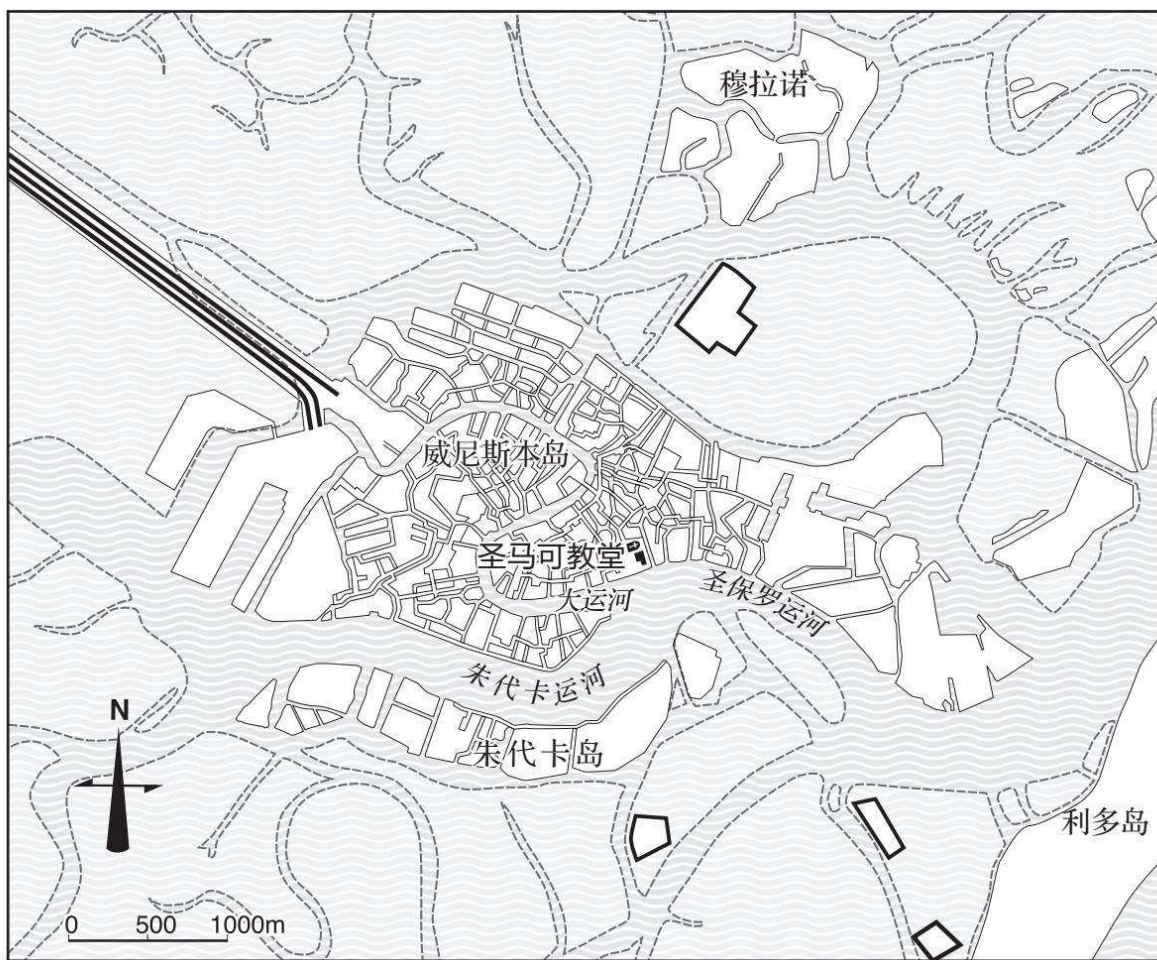 穆拉诺
威尼斯本岛
圣马可教堂
大运河
圣保罗运河
朱代卡运河
朱代卡岛
利多岛
N
0 500 1000m